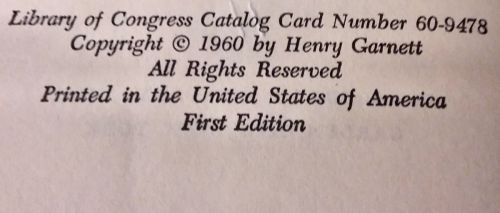 Library of Congress Catalog Card Number 60-9478
Copyright © 1960 by Henry Garnett
All Rights Reserved
Printed in the United States of America
First Edition